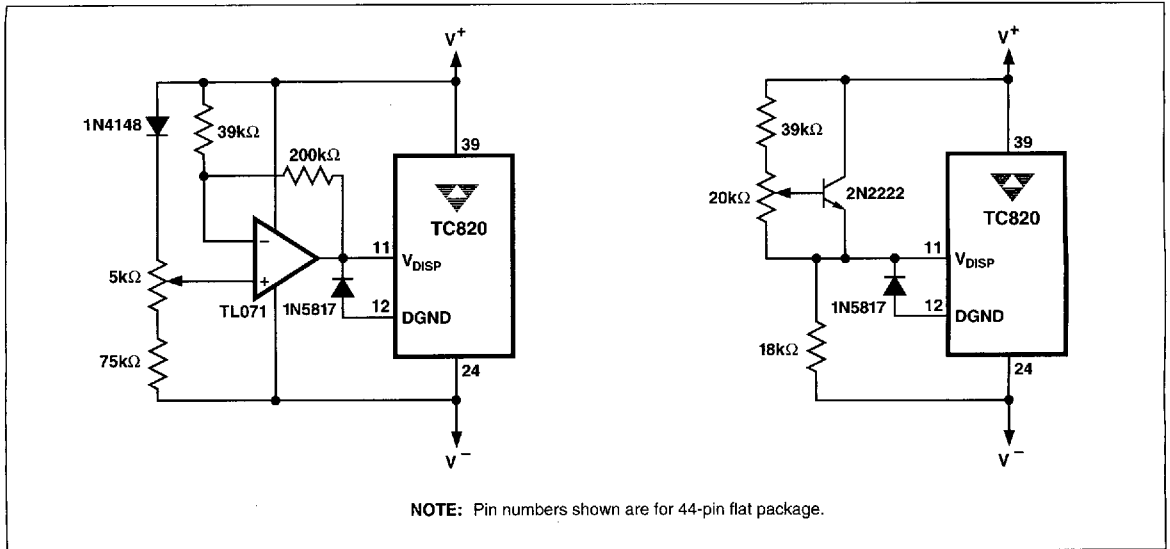 V+
1N4148
39kΩ
200kΩ
39
TC820
11
VDISP
5kΩ
TL071
1N5817
12
DGND
75kΩ
24
V−
V+
39kΩ
39
20kΩ
2N2222
TC820
11
VDISP
1N5817
12
DGND
18kΩ
24
V−
NOTE: Pin numbers shown are for 44-pin flat package.